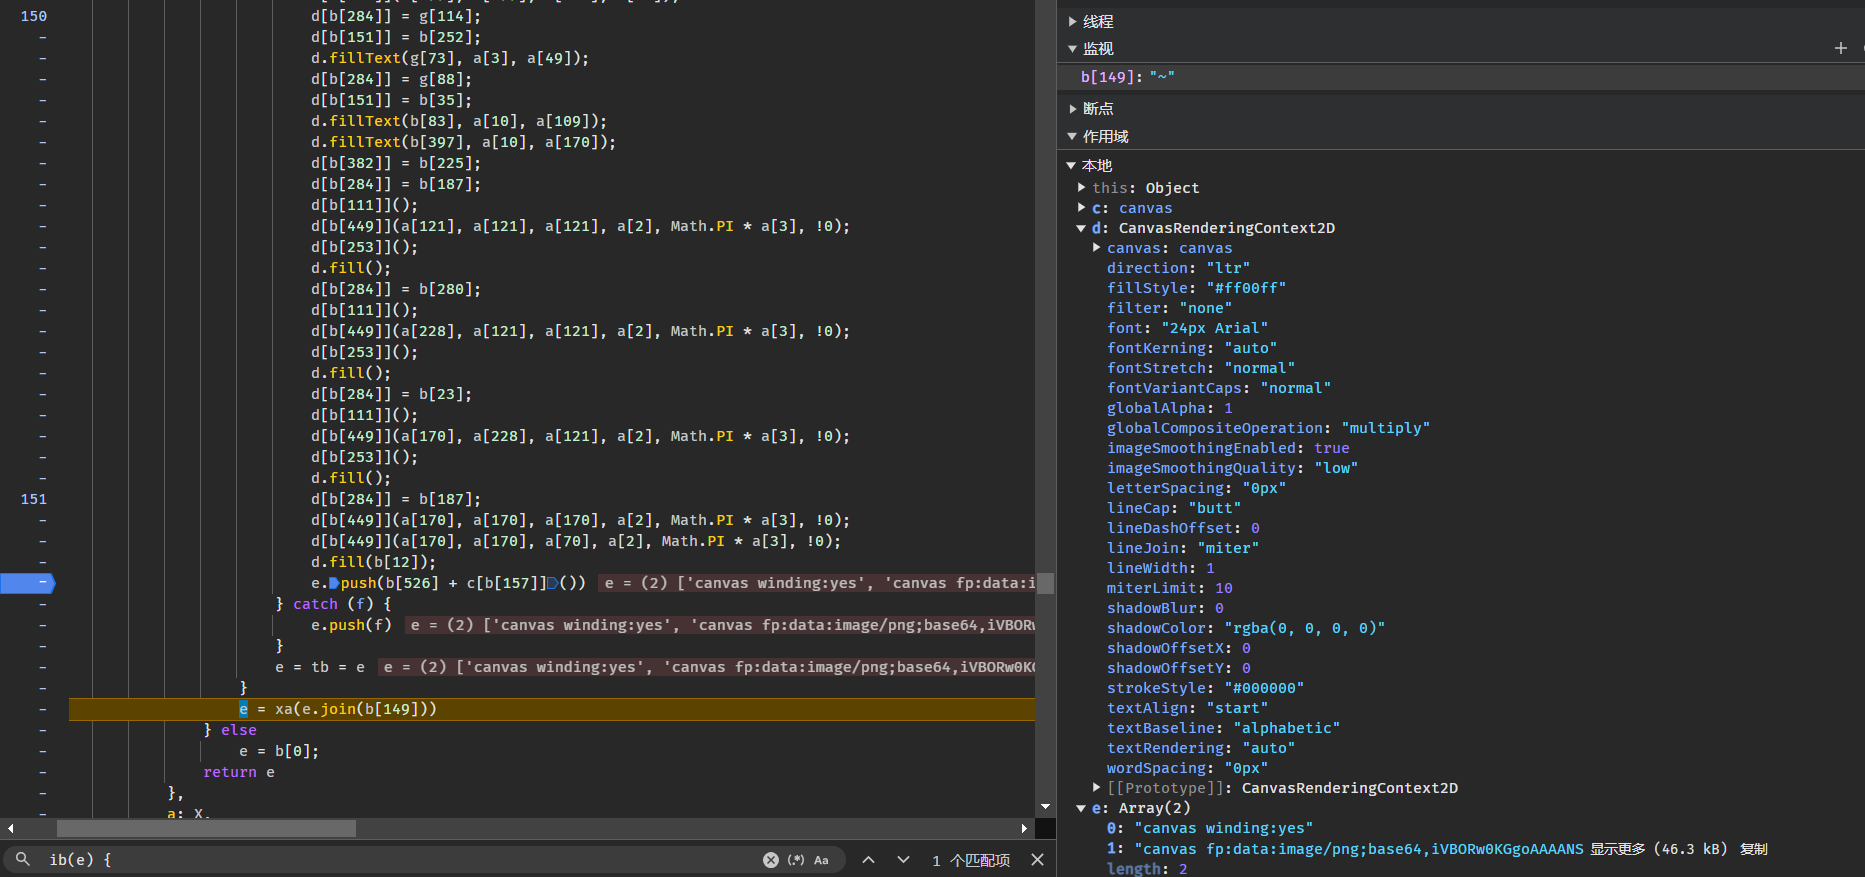 150
d[b[284]] = g[114];
- d[b[151]] = b[252];
- d.fillText(g[73], a[3], a[49]);
- d[b[284]] = g[88];
- d[b[151]] = b[35];
- d.fillText(b[83], a[10], a[109]);
- d.fillText(b[397], a[10], a[170]);
- d[b[382]] = b[225];
- d[b[284]] = b[187];
- d[b[111]]();
- d[b[449]](a[121], a[121], a[121], a[2], Math.PI * a[3], !0);
- d[b[253]]();
- d.fill();
- d[b[284]] = b[280];
- d[b[111]]();
- d[b[449]](a[228], a[121], a[121], a[2], Math.PI * a[3], !0);
- d[b[253]]();
- d.fill();
- d[b[284]] = b[23];
- d[b[111]]();
- d[b[449]](a[170], a[228], a[121], a[2], Math.PI * a[3], !0);
- d[b[253]]();
- d.fill();
151 d[b[284]] = b[187];
- d[b[449]](a[170], a[170], a[170], a[2], Math.PI * a[3], !0);
- d[b[449]](a[170], a[170], a[70], a[2], Math.PI * a[3], !0);
- d.fill(b[12]);
- e.push(b[526] + c[b[157]]()) e = (2) ['canvas winding:yes', 'canvas fp:data:i
- } catch (f) {
- e.push(f) e = (2) ['canvas winding:yes', 'canvas fp:data:image/png;base64,iVBORw
- }
- e = tb = e e = (2) ['canvas winding:yes', 'canvas fp:data:image/png;base64,iVBORw0KG
- }
- e = xa(e.join(b[149]))
- } else
- e = b[0];
- return e
- },
- a: X,
ib(e) {
(.*) Aa
1 个匹配项
线程
监视
b[149]: "~"
断点
作用域
本地
this: Object
c: canvas
d: CanvasRenderingContext2D
canvas: canvas
direction: "ltr"
fillStyle: "#ff00ff"
filter: "none"
font: "24px Arial"
fontKerning: "auto"
fontStretch: "normal"
fontVariantCaps: "normal"
globalAlpha: 1
globalCompositeOperation: "multiply"
imageSmoothingEnabled: true
imageSmoothingQuality: "low"
letterSpacing: "0px"
lineCap: "butt"
lineDashOffset: 0
lineJoin: "miter"
lineWidth: 1
miterLimit: 10
shadowBlur: 0
shadowColor: "rgba(0, 0, 0, 0)"
shadowOffsetX: 0
shadowOffsetY: 0
strokeStyle: "#000000"
textAlign: "start"
textBaseline: "alphabetic"
textRendering: "auto"
wordSpacing: "0px"
[[Prototype]]: CanvasRenderingContext2D
e: Array(2)
0: "canvas winding:yes"
1: "canvas fp:data:image/png;base64,iVBORw0KGgoAAAANS 显示更多 (46.3 kB) 复制
length: 2